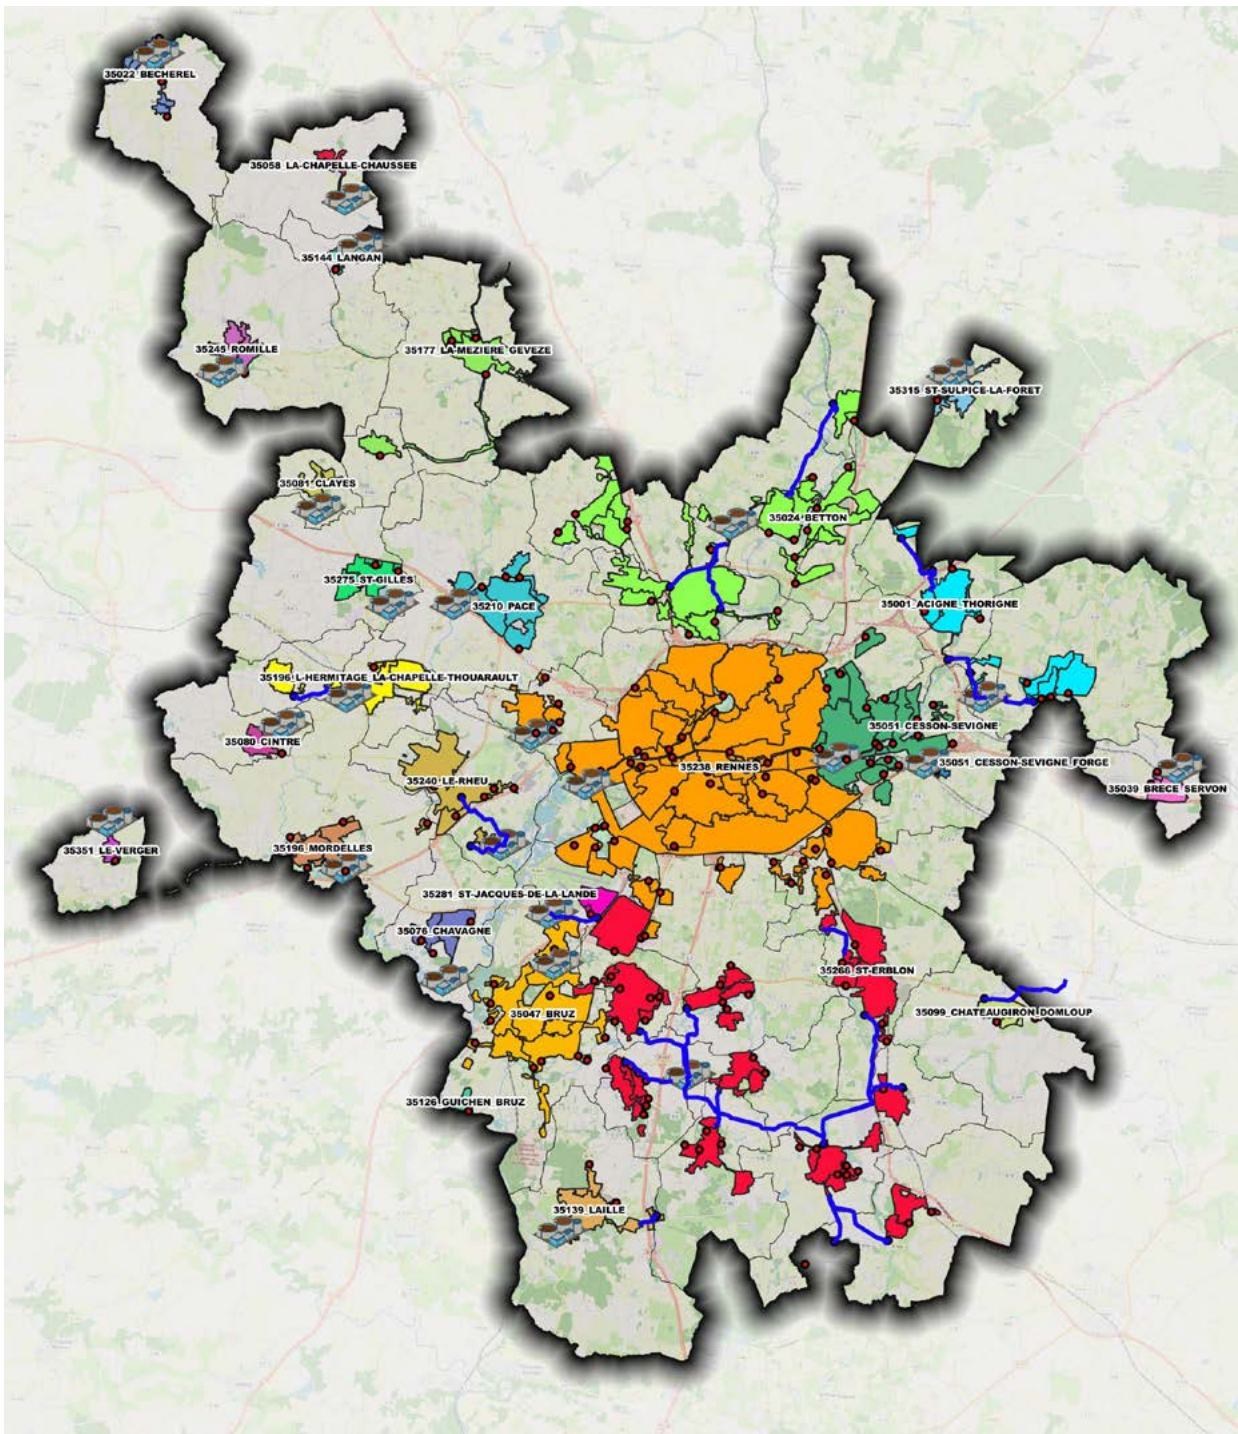 35022 BECHEREL
35058 LA-CHAPELLE-CHAUSSEE
35144 LANGAN
35245 ROMILLE
35177 LA-MEZIERE GEVEZE
35315 ST-SULPICE-LA-FORET
35081 CLAYES
35024 BETTON
35275 ST-GILLES
35210 PACE
35001 ACIGNE THORIGNE
35196 L-HERMITAGE LA-CHAPELLE-THOUARAULT
35051 CESSON-SEVIGNE
35080 CINTRE
35238 RENNES
35051 CESSON-SEVIGNE FORGE
35240 LE-RHEU
35039 BRECE SERVON
35351 LE-VERGER
35196 MORDELLES
35281 ST-JACQUES-DE-LA-LANDE
35076 CHAVAGNE
35266 ST-ERBLON
35047 BRUZ
35099 CHATEAUGIRON DOMLOUP
35126 GUICHEN BRUZ
35139 LAILLE